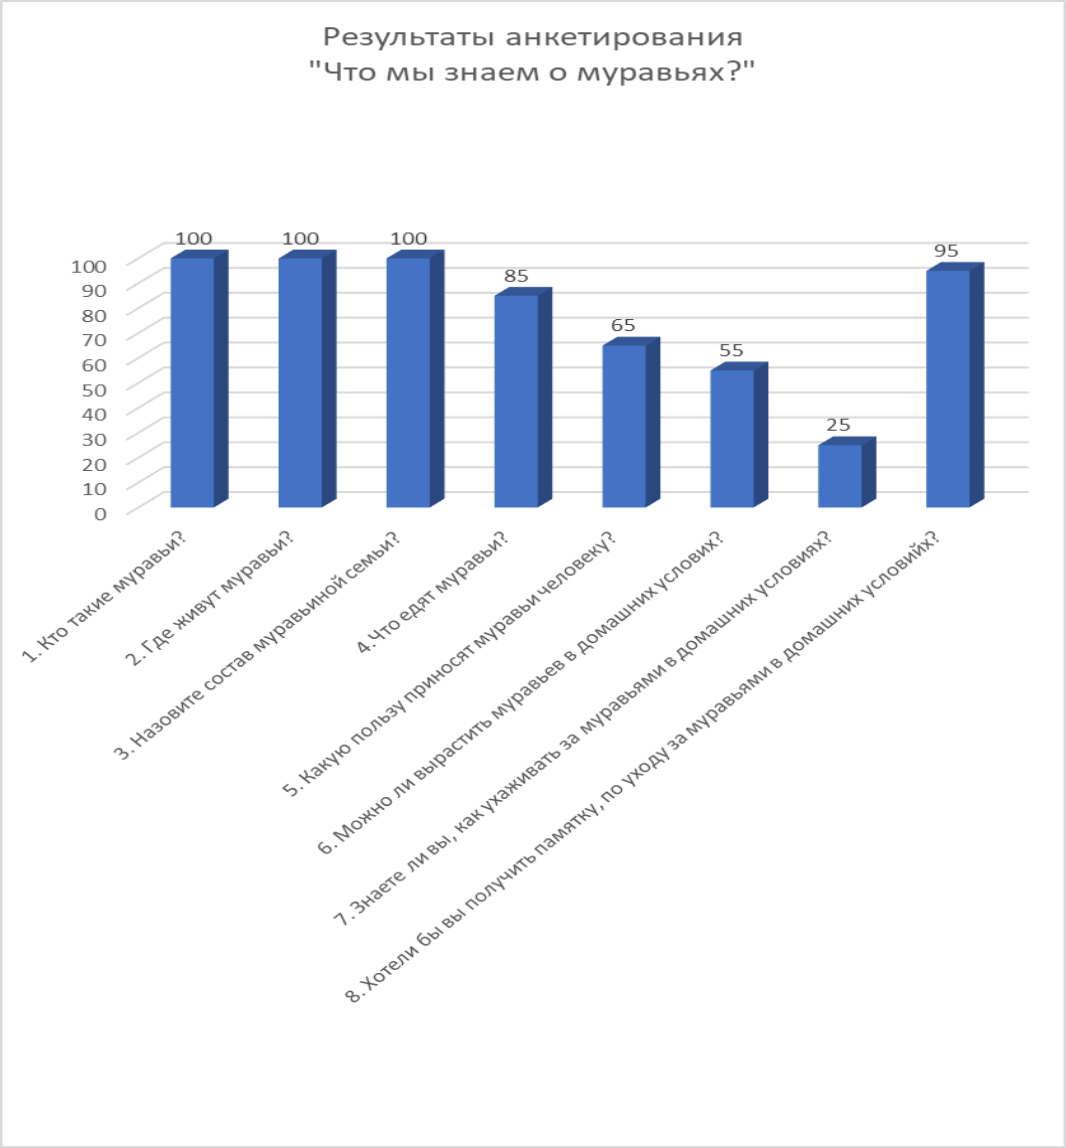 Результаты анкетирования
"Что мы знаем о муравьях?"
100
100
100
85
65
55
25
95
100
90
80
70
60
50
40
30
20
10
0
1. Кто такие муравьи?
2. Где живут муравьи?
3. Назовите состав муравьиной семьи?
4.Что едят муравьи?
5. Какую пользу приносят муравьи человеку?
6. Можно ли вырастить муравьев в домашних услових?
7. Знаете ли вы, как ухаживать за муравьями в домашних условиях?
8. Хотели бы вы получить памятку, по уходу за муравьями в домашних условийх?